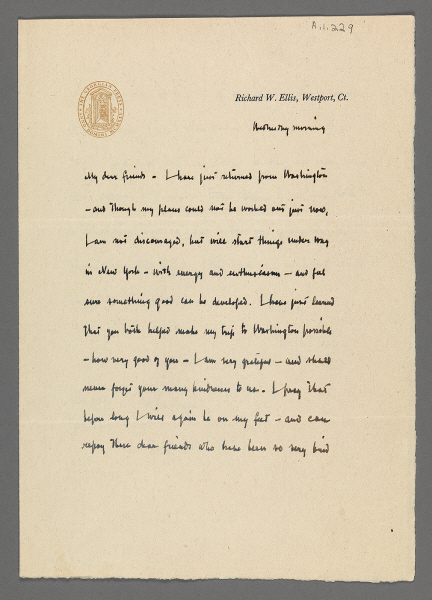 A.1.229
THE GEORGIAN PRESS
Richard W. Ellis, Westport, Ct.
Wednesday morning
My dear friends – I have just returned from Washington
– and though my plans could not be worked out just now,
I am not discouraged, but will start things under way
in New York – with energy and enthusiasm – and feel
sure something good can be developed. I have just learned
that you both helped make my trip to Washington possible
– how very good of you – I am very grateful – and shall
never forget your many kindnesses to us – I pray that
before long I will again be on my feet – and can
repay these dear friends who have been so very kind